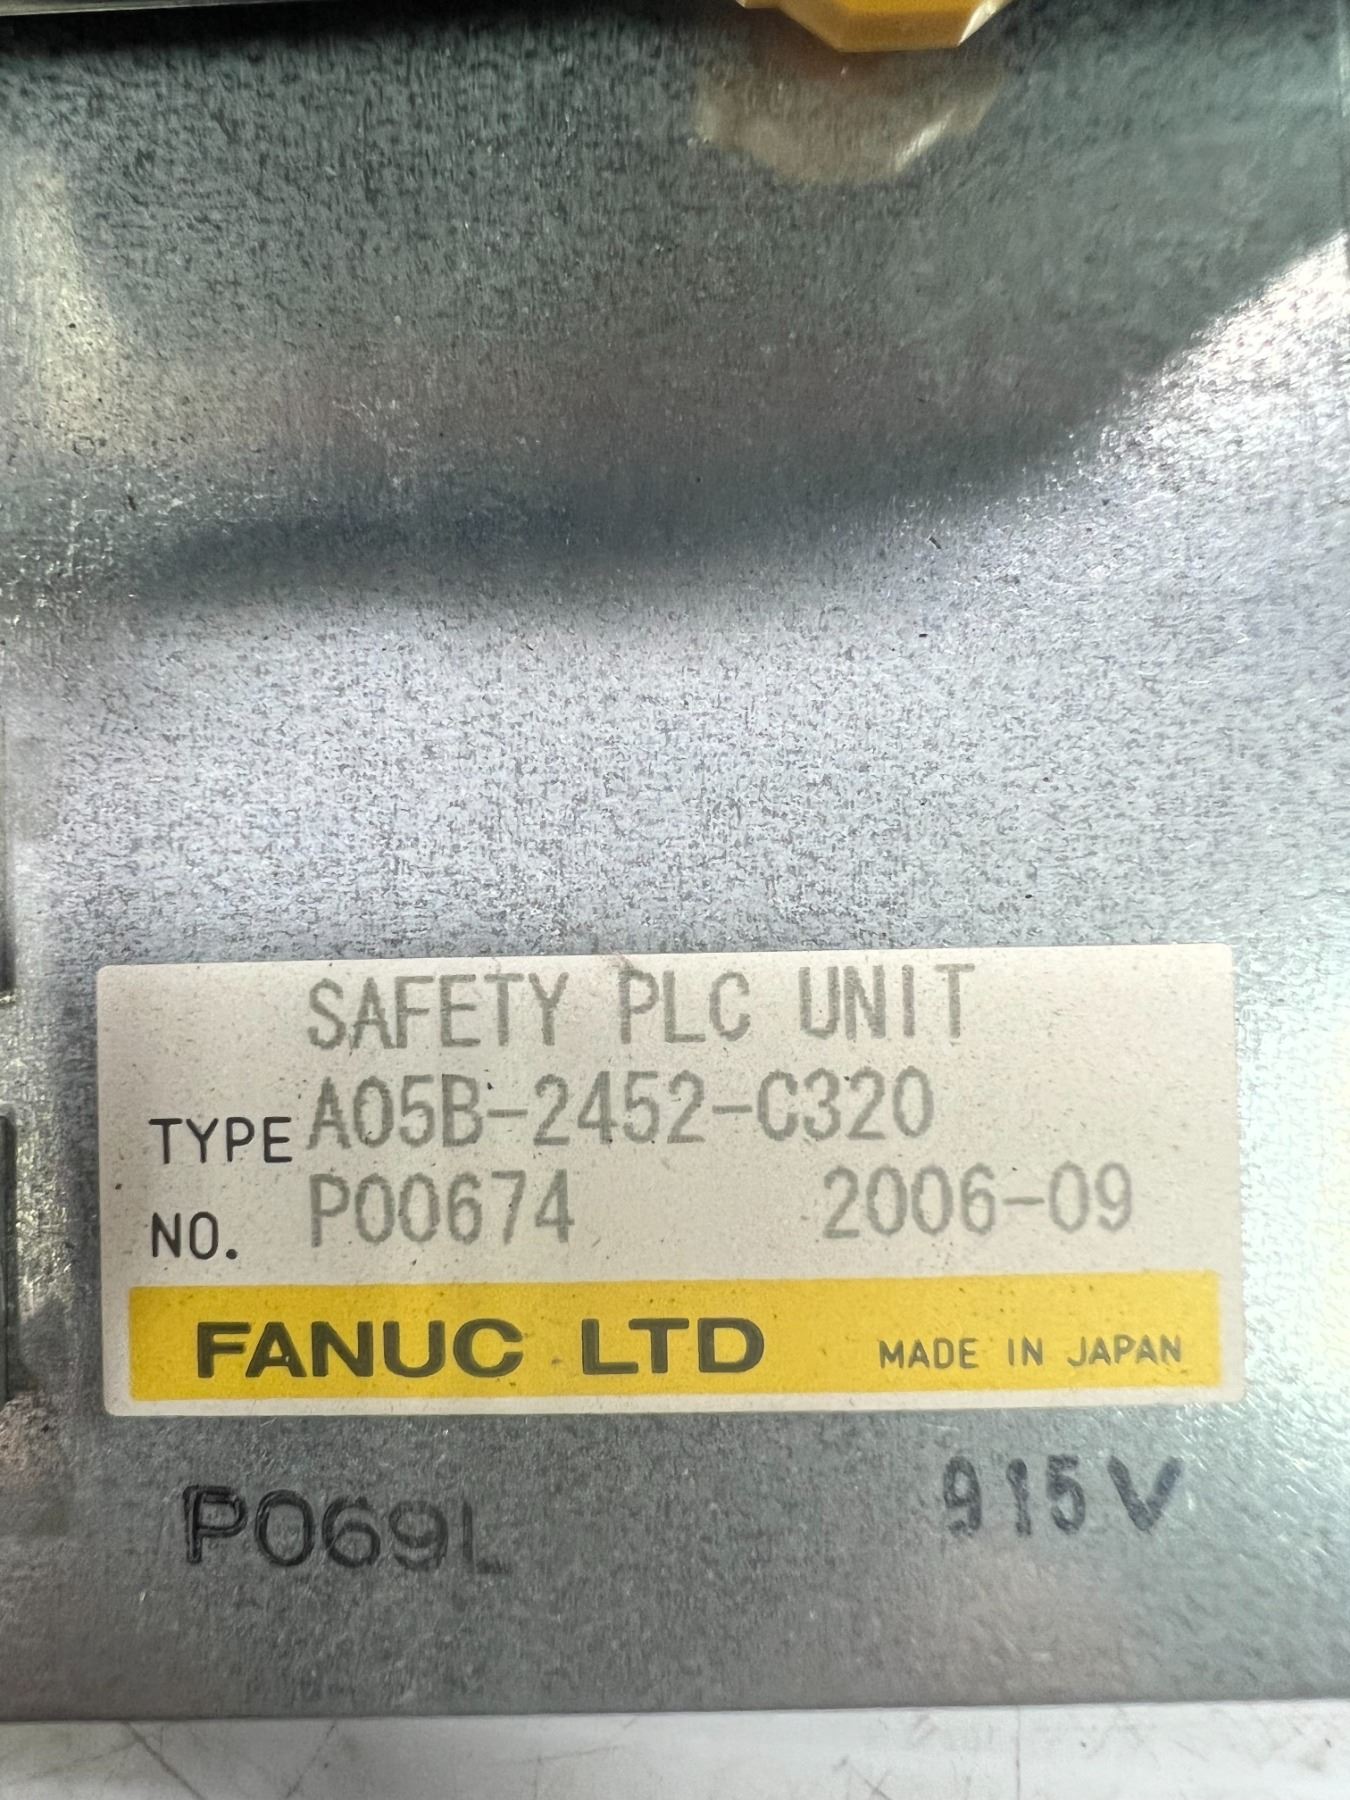 SAFETY PLC UNIT
TYPE A05B-2452-C320
NO. P00674 2006-09
FANUC LTD MADE IN JAPAN
P069L 915V